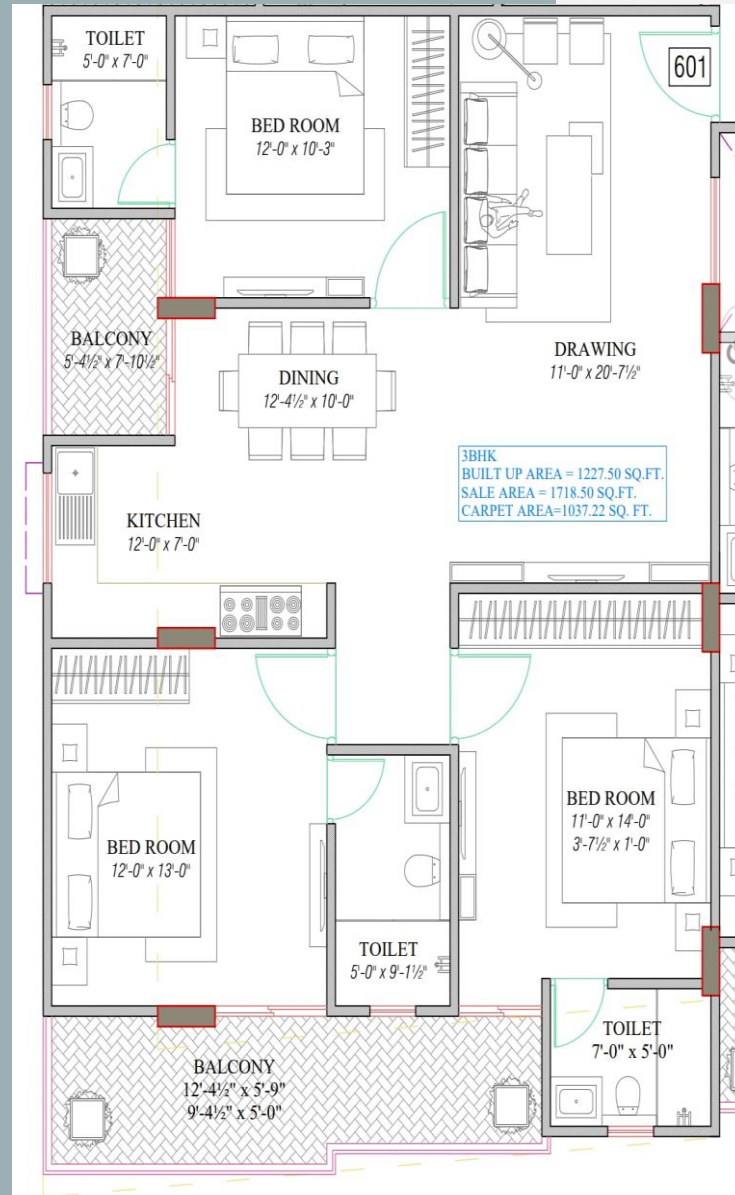 TOILET
5'-0" x 7'-0"
BED ROOM
12'-0" x 10'-3"
601
BALCONY
5'-4½" x 7'-10½"
DINING
12'-4½" x 10'-0"
DRAWING
11'-0" x 20'-7½"
3BHK
BUILT UP AREA = 1227.50 SQ.FT.
SALE AREA = 1718.50 SQ.FT.
CARPET AREA=1037.22 SQ. FT.
KITCHEN
12'-0" x 7'-0"
BED ROOM
12'-0" x 13'-0"
BED ROOM
11'-0" x 14'-0"
3'-7½" x 1'-0"
TOILET
5'-0" x 9'-1½"
TOILET
7'-0" x 5'-0"
BALCONY
12'-4½" x 5'-9"
9'-4½" x 5'-0"